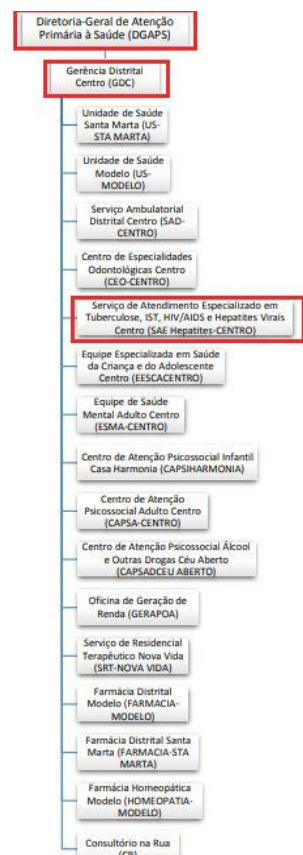 Diretoria-Geral de Atenção
Primária à Saúde (DGAPS)
Gerência Distrital
Centro (GDC)
Unidade de Saúde
Santa Marta (US-
STA MARTA)
Unidade de Saúde
Modelo (US-
MODELO)
Serviço Ambulatorial
Distrital Centro (SAD-
CENTRO)
Centro de Especialidades
Odontológicas Centro
(CEO-CENTRO)
Serviço de Atendimento Especializado em
Tuberculose, IST, HIV/AIDS e Hepatites Virais
Centro (SAE Hepatites-CENTRO)
Equipe Especializada em Saúde
da Criança e do Adolescente
Centro (EESCACENTRO)
Equipe de Saúde
Mental Adulto Centro
(ESMA-CENTRO)
Centro de Atenção Psicossocial Infantil
Casa Harmonia (CAPSIHARMONIA)
Centro de Atenção
Psicossocial Adulto Centro
(CAPSA-CENTRO)
Centro de Atenção Psicossocial Álcool
e Outras Drogas Céu Aberto
(CAPSADCEU ABERTO)
Oficina de Geração de
Renda (GERAPOA)
Serviço de Residencial
Terapêutico Nova Vida
(SRT-NOVA VIDA)
Farmácia Distrital
Modelo (FARMACIA-
MODELO)
Farmácia Distrital Santa
Marta (FARMACIA-STA
MARTA)
Farmácia Homeopática
Modelo (HOMEOPATIA-
MODELO)
Consultório na Rua
(CR)